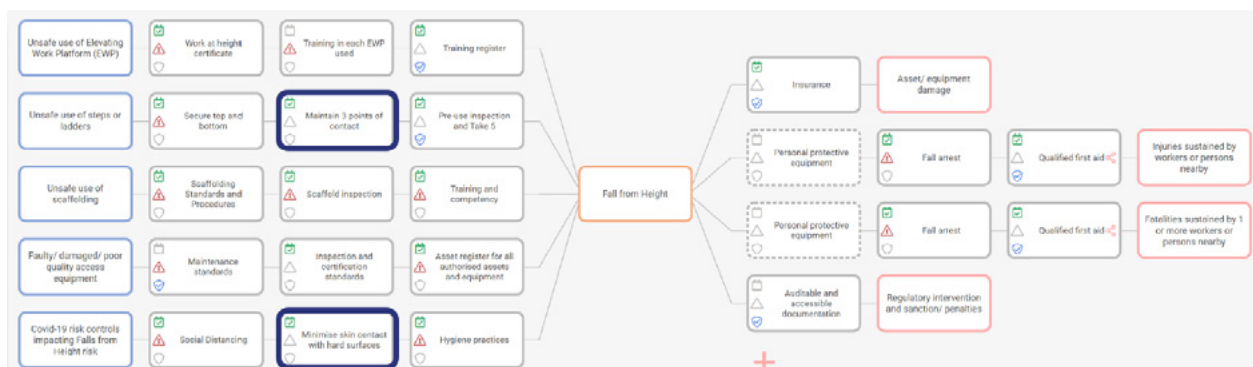 Unsafe use of Elevating
Work Platform (EWP)
Work at height
certificate
Training in each EWP
used
Training register
Unsafe use of steps or
ladders
Secure top and
bottom
Maintain 3 points of
contact
Pre use inspection
and Take 5
Unsafe use of
scaffolding
Scaffolding
Standards and
Procedures
Scaffold inspection
Training and
competency
Faulty/ damaged/ poor
quality access
equipment
Maintenance
standards
Inspection and
certification
standards
Asset register for all
authorised assets
and equipment
Covid-19 risk controls
impacting Falls from
Height risk
Social Distancing
Minimise skin contact
with hard surfaces
Hygiene practices
Fall from Height
Insurance
Asset/ equipment
damage
Personal protective
equipment
Fall arrest
Qualified first aid
Injuries sustained by
workers or persons
nearby
Personal protective
equipment
Fall arrest
Qualified first aid
Fatalities sustained by 1
or more workers
or persons nearby
Auditable and
accessible
documentation
Regulatory intervention
and sanction/ penalties